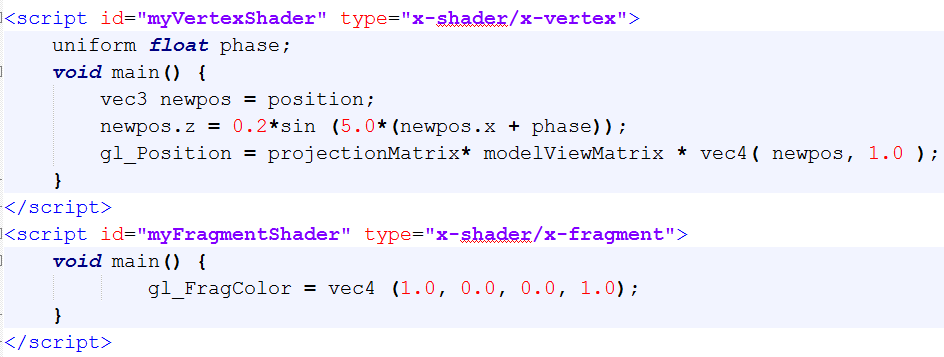 <script id="myVertexShader" type="x-shader/x-vertex">
uniform float phase;
void main() {
vec3 newpos = position;
newpos.z = 0.2*sin (5.0*(newpos.x + phase));
gl_Position = projectionMatrix* modelViewMatrix * vec4( newpos, 1.0 );
}
</script>
<script id="myFragmentShader" type="x-shader/x-fragment">
void main() {
gl_FragColor = vec4 (1.0, 0.0, 0.0, 1.0);
}
</script>